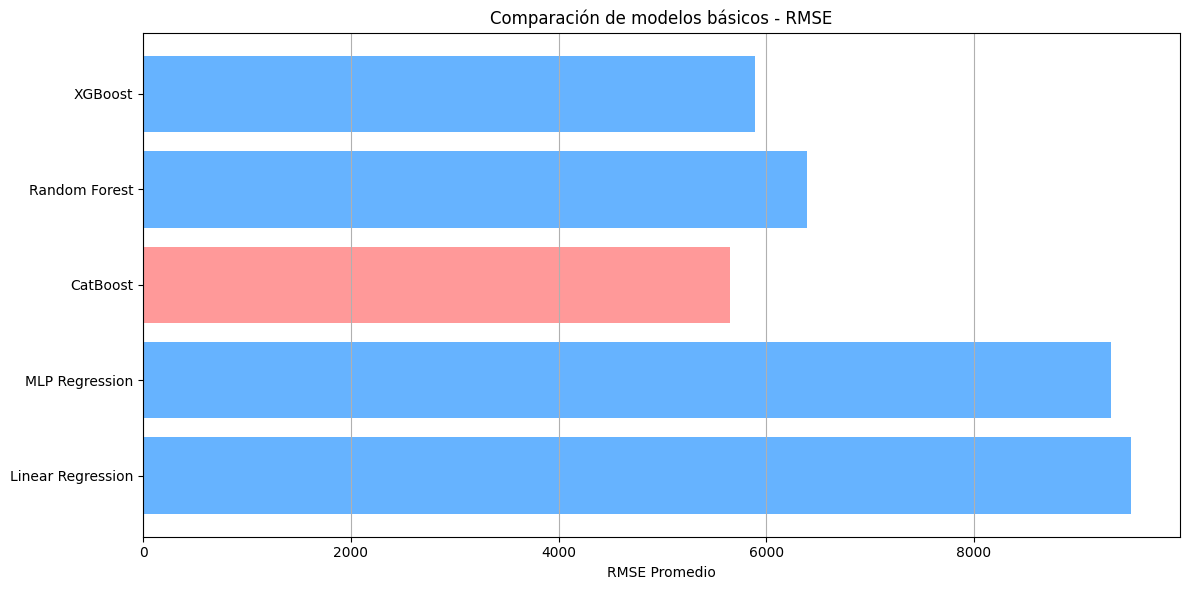 Comparación de modelos básicos - RMSE
XGBoost
Random Forest
CatBoost
MLP Regression
Linear Regression
0 2000 4000 6000 8000
RMSE Promedio